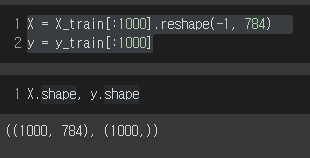 1 X = X_train[:1000].reshape(-1, 784)
2 y = y_train[:1000]
1 X.shape, y.shape
((1000, 784), (1000,))